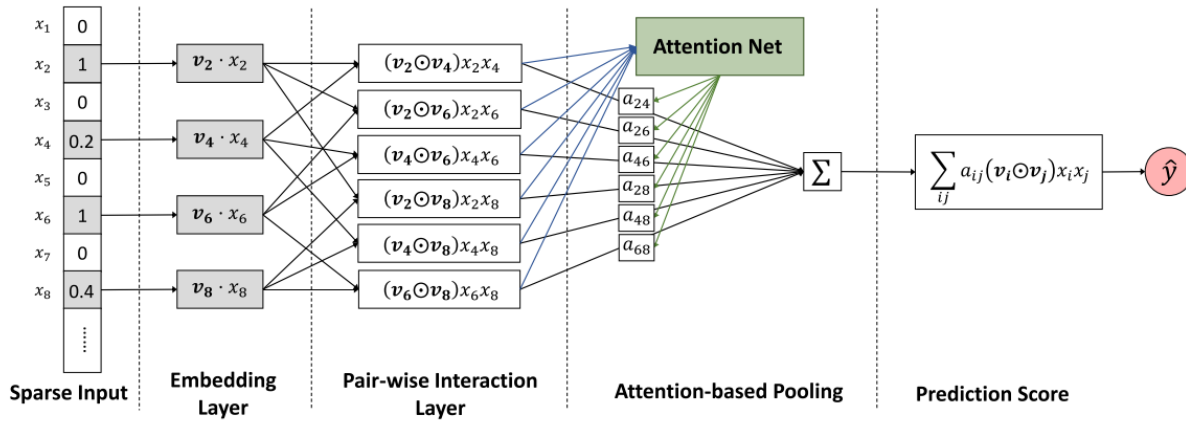 x₁ 0
x₂ 1
x₃ 0
x₄ 0.2
x₅ 0
x₆ 1
x₇ 0
x₈ 0.4
......
Sparse Input
v₂ · x₂
v₄ · x₄
v₆ · x₆
v₈ · x₈
Embedding
Layer
(v₂⊙v₄)x₂x₄
(v₂⊙v₆)x₂x₆
(v₄⊙v₆)x₄x₆
(v₂⊙v₈)x₂x₈
(v₄⊙v₈)x₄x₈
(v₆⊙v₈)x₆x₈
Pair-wise Interaction
Layer
Attention Net
a₂₄
a₂₆
a₄₆
a₂₈
a₄₈
a₆₈
∑
Attention-based Pooling
∑ aᵢⱼ(vᵢ⊙vⱼ)xᵢxⱼ
ij
ŷ
Prediction Score